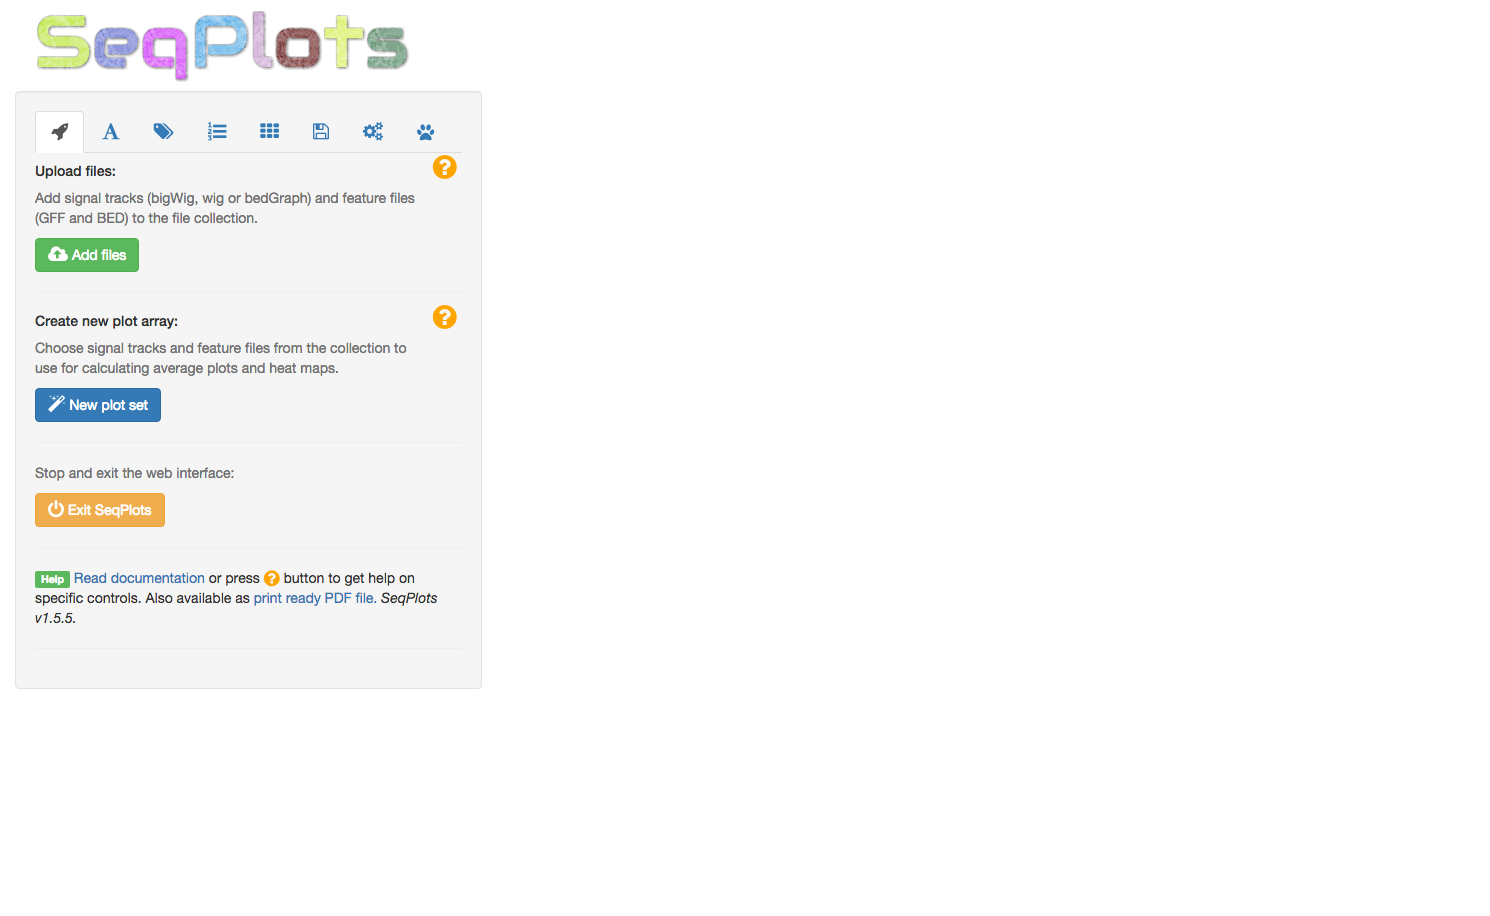 SeqPlots
Upload files:
Add signal tracks (bigWig, wig or bedGraph) and feature files
(GFF and BED) to the file collection.
Add files
Create new plot array:
Choose signal tracks and feature files from the collection to
use for calculating average plots and heat maps.
New plot set
Stop and exit the web interface:
Exit SeqPlots
Help Read documentation or press ? button to get help on
specific controls. Also available as print ready PDF file. SeqPlots
v1.5.5.